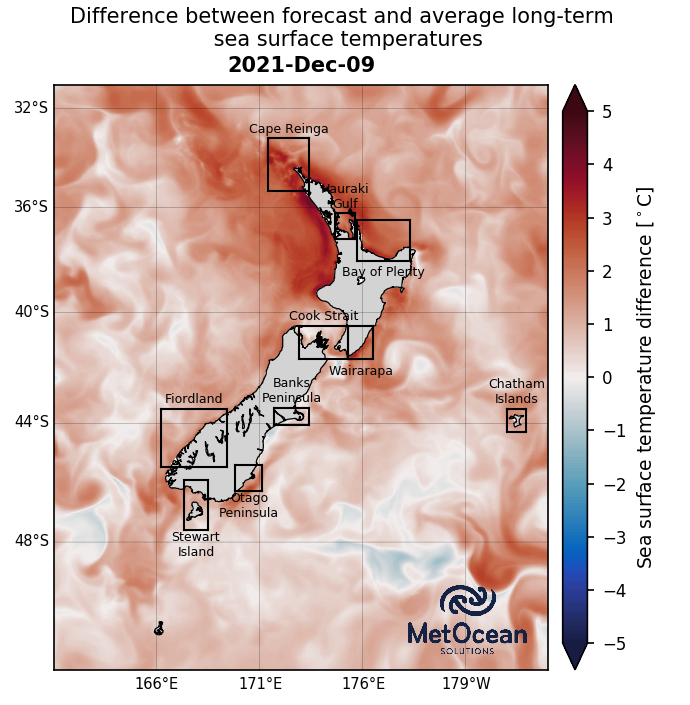 Difference between forecast and average long-term
sea surface temperatures
2021-Dec-09
32°S
36°S
40°S
44°S
48°S
Cape Reinga
Hauraki
Gulf
Bay of Plenty
Cook Strait
Wairarapa
Banks
Peninsula
Fiordland
Chatham
Islands
Otago
Peninsula
Stewart
Island
MetOcean
SOLUTIONS
166°E
171°E
176°E
179°W
5
4
3
2
1
0
−1
−2
−3
−4
−5
Sea surface temperature difference [°C]